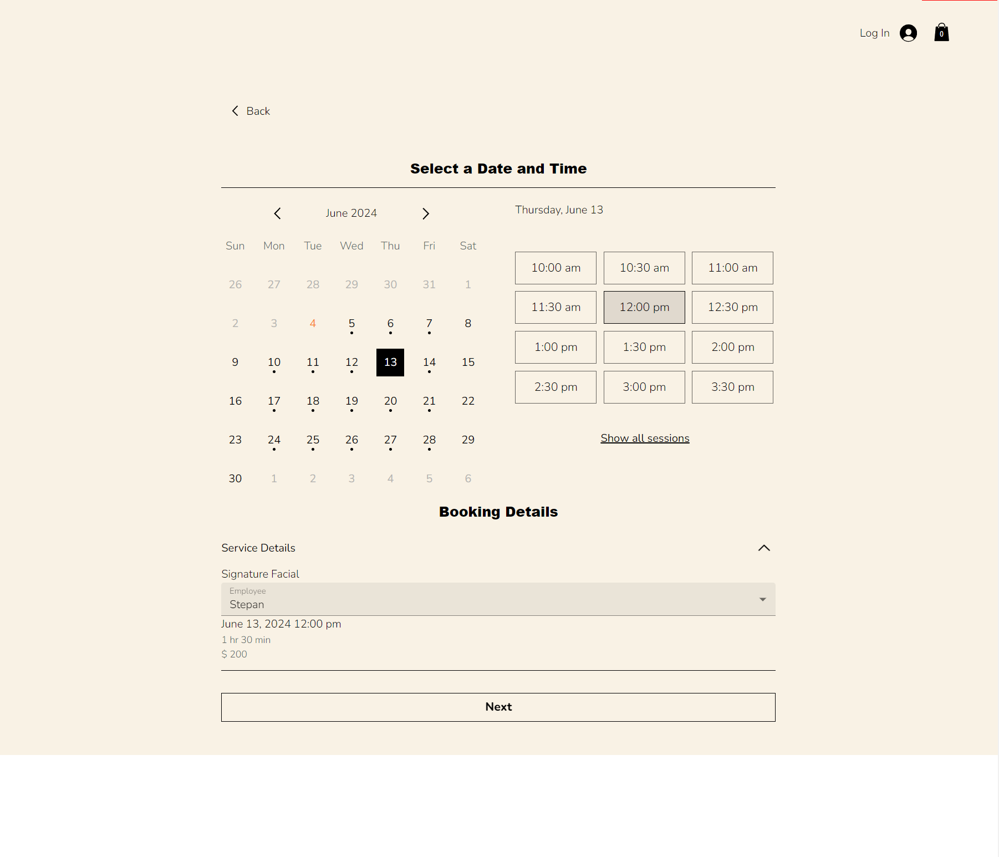 Log In
0
Back
Select a Date and Time
June 2024
Thursday, June 13
Sun Mon Tue Wed Thu Fri Sat
26 27 28 29 30 31 1
2 3 4 5 6 7 8
9 10 11 12 13 14 15
16 17 18 19 20 21 22
23 24 25 26 27 28 29
30 1 2 3 4 5 6
10:00 am 10:30 am 11:00 am
11:30 am 12:00 pm 12:30 pm
1:00 pm 1:30 pm 2:00 pm
2:30 pm 3:00 pm 3:30 pm
Show all sessions
Booking Details
Service Details
Signature Facial
Employee
Stepan
June 13, 2024 12:00 pm
1 hr 30 min
$ 200
Next